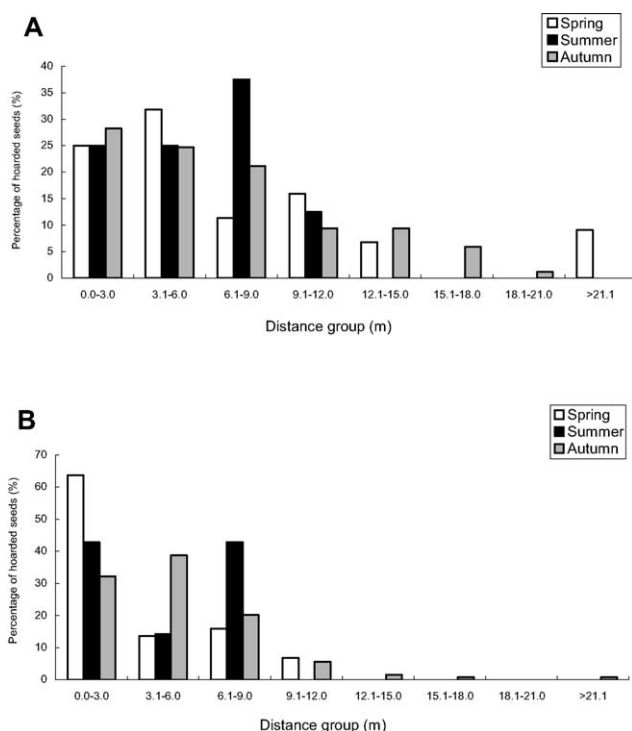 A
Spring
Summer
Autumn
Percentage of hoarded seeds (%)
40
35
30
25
20
15
10
5
0
0.0-3.0 3.1-6.0 6.1-9.0 9.1-12.0 12.1-15.0 15.1-18.0 18.1-21.0 >21.1
Distance group (m)
B
Spring
Summer
Autumn
Percentage of hoarded seeds (%)
70
60
50
40
30
20
10
0
0.0-3.0 3.1-6.0 6.1-9.0 9.1-12.0 12.1-15.0 15.1-18.0 18.1-21.0 >21.1
Distance group (m)